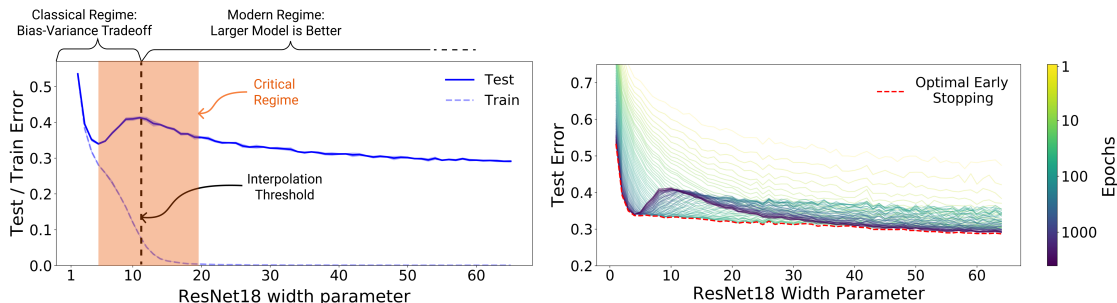 Classical Regime:
Bias-Variance Tradeoff
Modern Regime:
Larger Model is Better
Test / Train Error
0.5
0.4
0.3
0.2
0.1
0.0
1
10
20
30
40
50
60
ResNet18 width parameter
Critical
Regime
Interpolation
Threshold
Test
Train
Test Error
0.7
0.6
0.5
0.4
0.3
0.2
0
10
20
30
40
50
60
ResNet18 Width Parameter
Optimal Early
Stopping
1
10
100
1000
Epochs